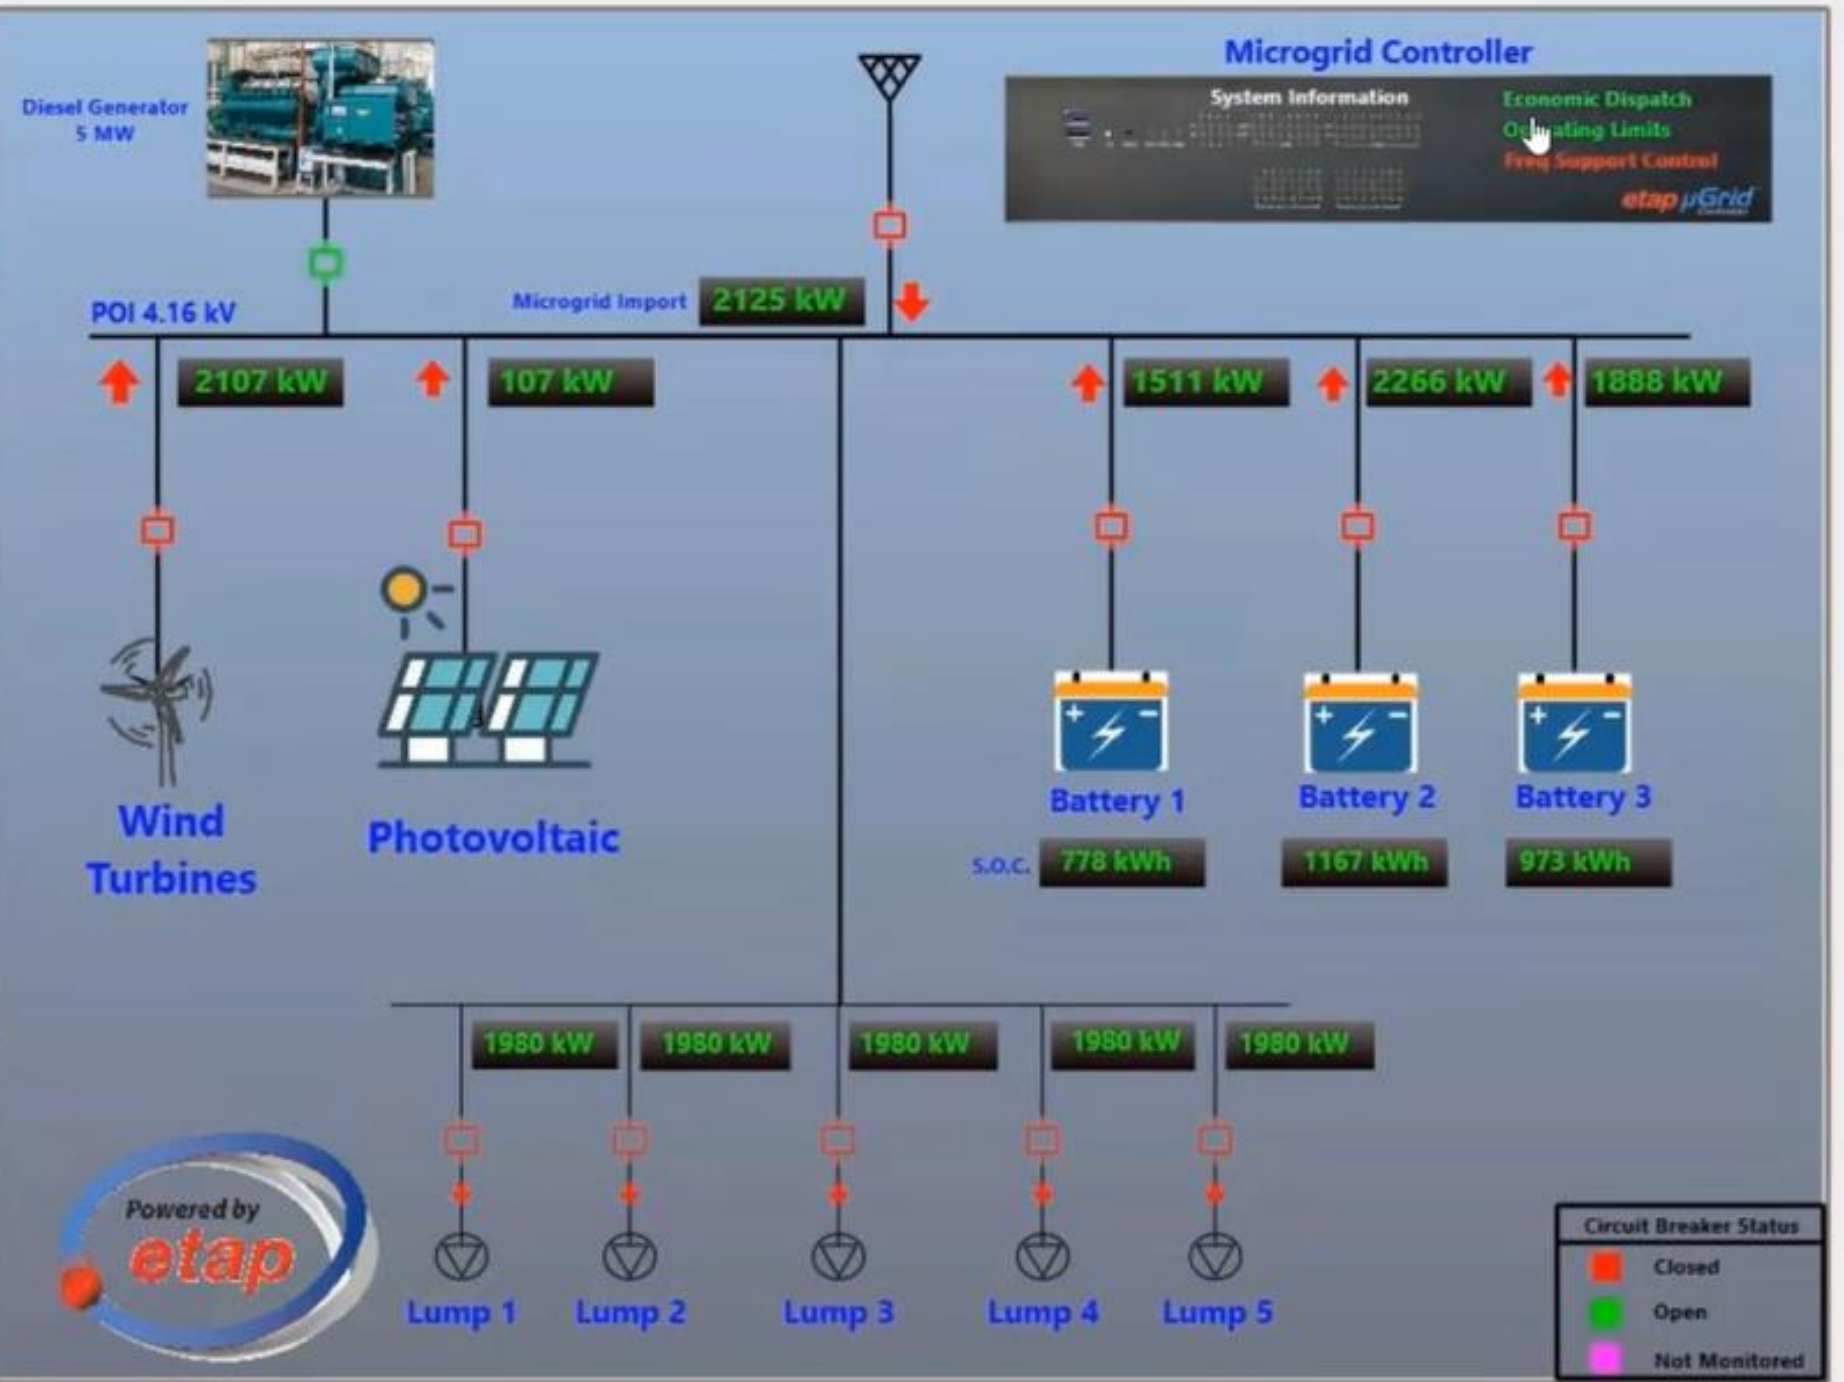 Microgrid Controller
Diesel Generator
5 MW
System Information
Economic Dispatch
Limits
Freq Support Control
etap μGrid
Controller
POI 4.16 kV
Microgrid Import
2125 kW
2107 kW
107 kW
1511 kW
2266 kW
1888 kW
Wind
Turbines
Photovoltaic
Battery 1
Battery 2
Battery 3
S.O.C.
778 kWh
1167 kWh
973 kWh
1980 kW
1980 kW
1980 kW
1980 kW
1980 kW
Powered by
etap
Lump 1
Lump 2
Lump 3
Lump 4
Lump 5
Circuit Breaker Status
Closed
Open
Not Monitored